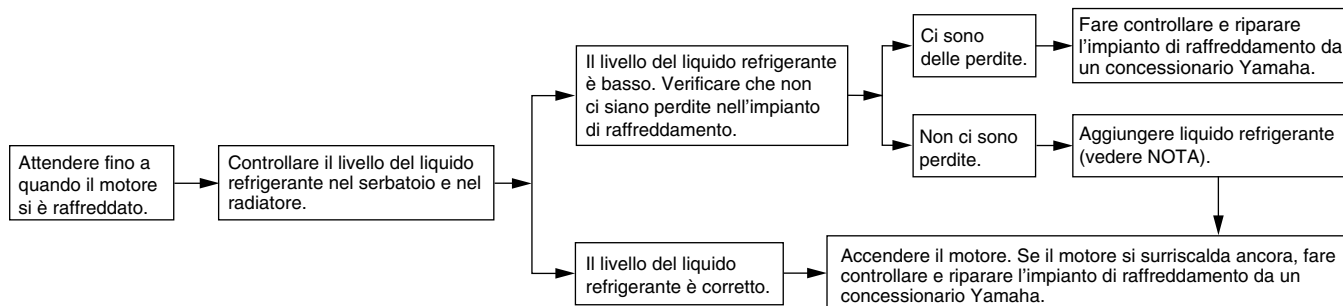 Attendere fino a
quando il motore
si è raffreddato.
Controllare il livello del liquido
refrigerante nel serbatoio e nel
radiatore.
Il livello del liquido refrigerante
è basso. Verificare che non
ci siano perdite nell’impianto
di raffreddamento.
Ci sono
delle perdite.
Fare controllare e riparare
l’impianto di raffreddamento da
un concessionario Yamaha.
Non ci sono
perdite.
Aggiungere liquido refrigerante
(vedere NOTA).
Il livello del liquido
refrigerante è corretto.
Accendere il motore. Se il motore si surriscalda ancora, fare
controllare e riparare l’impianto di raffreddamento da un
concessionario Yamaha.